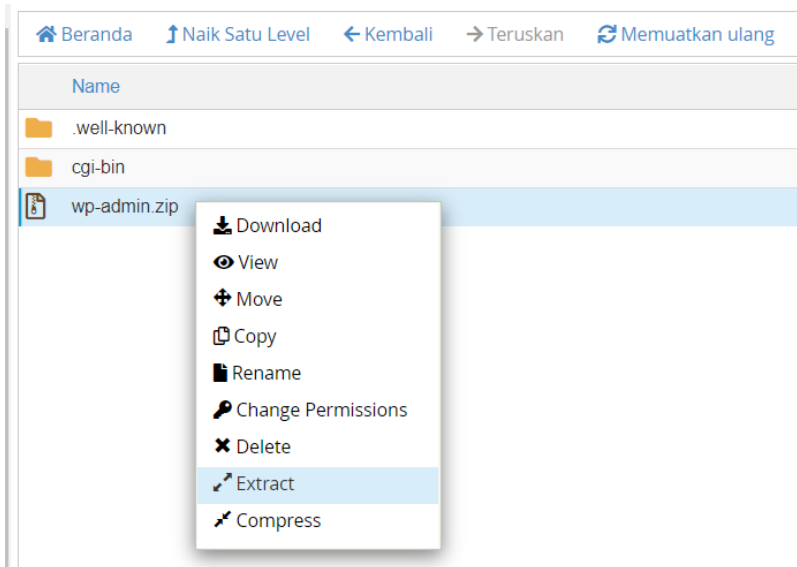 Beranda Naik Satu Level Kembali Teruskan Memuatkan ulang
Name
.well-known
cgi-bin
wp-admin.zip
Download
View
Move
Copy
Rename
Change Permissions
Delete
Extract
Compress